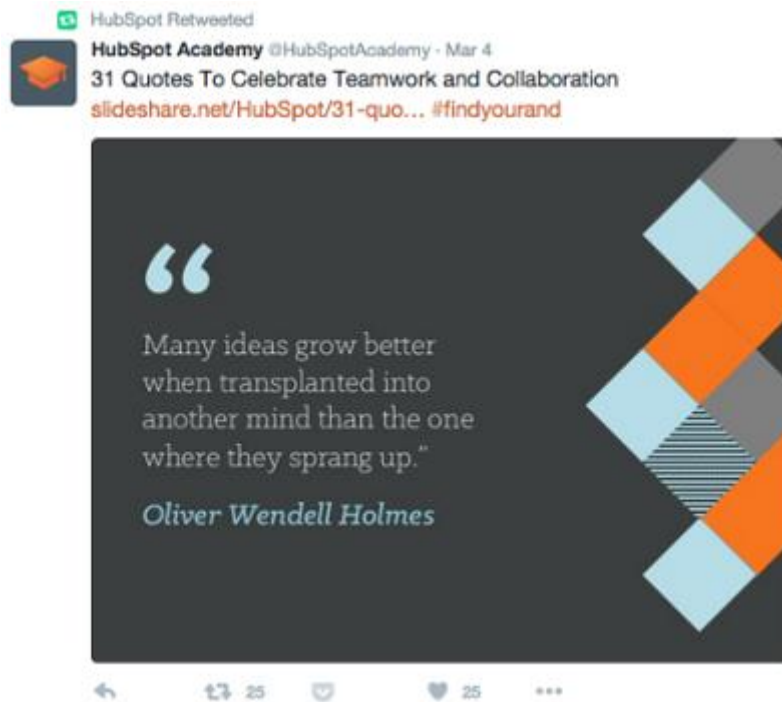 HubSpot Retweeted
HubSpot Academy @HubSpotAcademy · Mar 4
31 Quotes To Celebrate Teamwork and Collaboration
slideshare.net/HubSpot/31-quo... #findyourand
“
Many ideas grow better
when transplanted into
another mind than the one
where they sprang up.”
Oliver Wendell Holmes
25 25